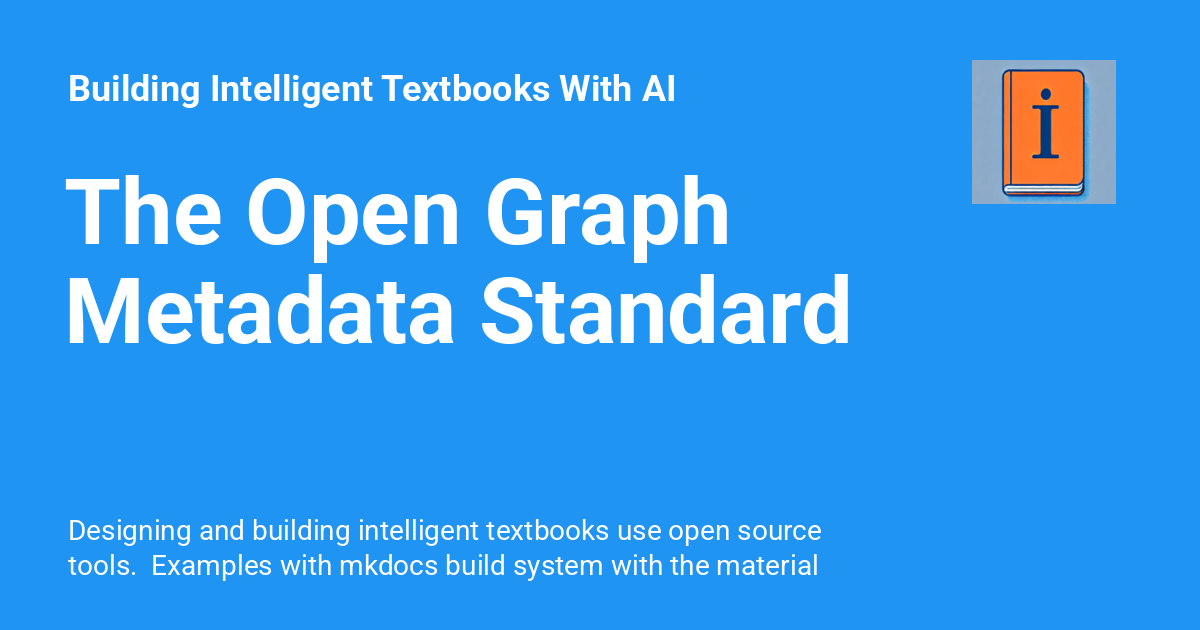 Building Intelligent Textbooks With AI
i
The Open Graph
Metadata Standard
Designing and building intelligent textbooks use open source
tools.  Examples with mkdocs build system with the material